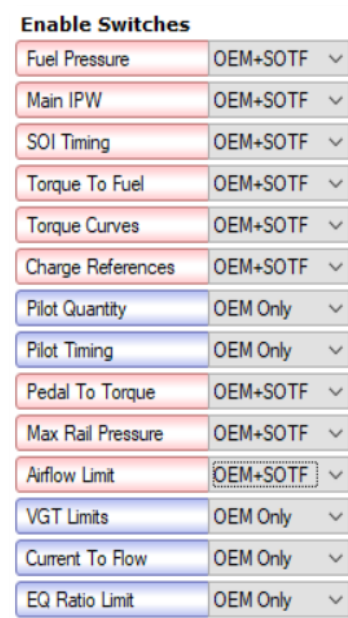 Enable Switches
Fuel Pressure OEM+SOTF
Main IPW OEM+SOTF
SOI Timing OEM+SOTF
Torque To Fuel OEM+SOTF
Torque Curves OEM+SOTF
Charge References OEM+SOTF
Pilot Quantity OEM Only
Pilot Timing OEM Only
Pedal To Torque OEM+SOTF
Max Rail Pressure OEM+SOTF
Airflow Limit OEM+SOTF
VGT Limits OEM Only
Current To Flow OEM Only
EQ Ratio Limit OEM Only